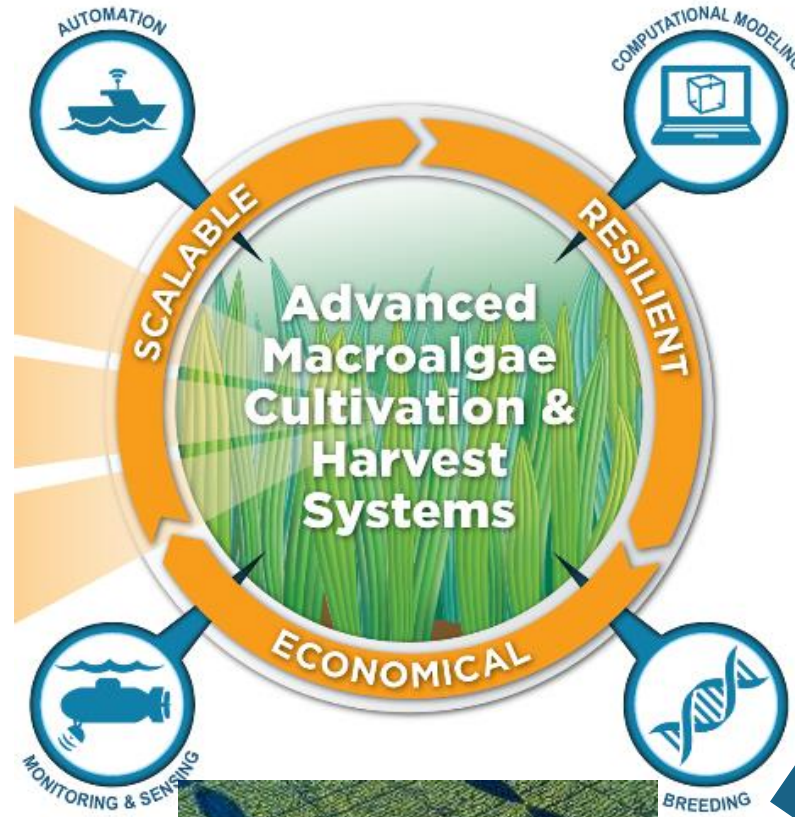 AUTOMATION
COMPUTATIONAL MODELING
SCALABLE
RESILIENT
Advanced
Macroalgae
Cultivation &
Harvest
Systems
ECONOMICAL
MONITORING & SENSING
BREEDING